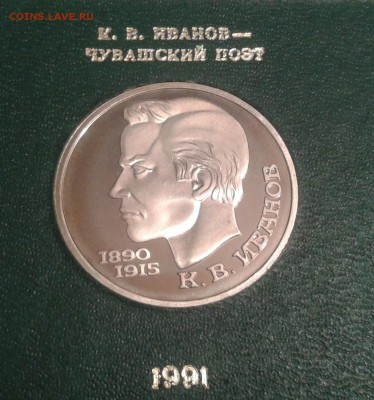 COINS.LAVE.RU
К. В. ИВАНОВ—
ЧУВАШСКИЙ ПОЭТ
1890
1915
К. В. ИВАНОВ
1991